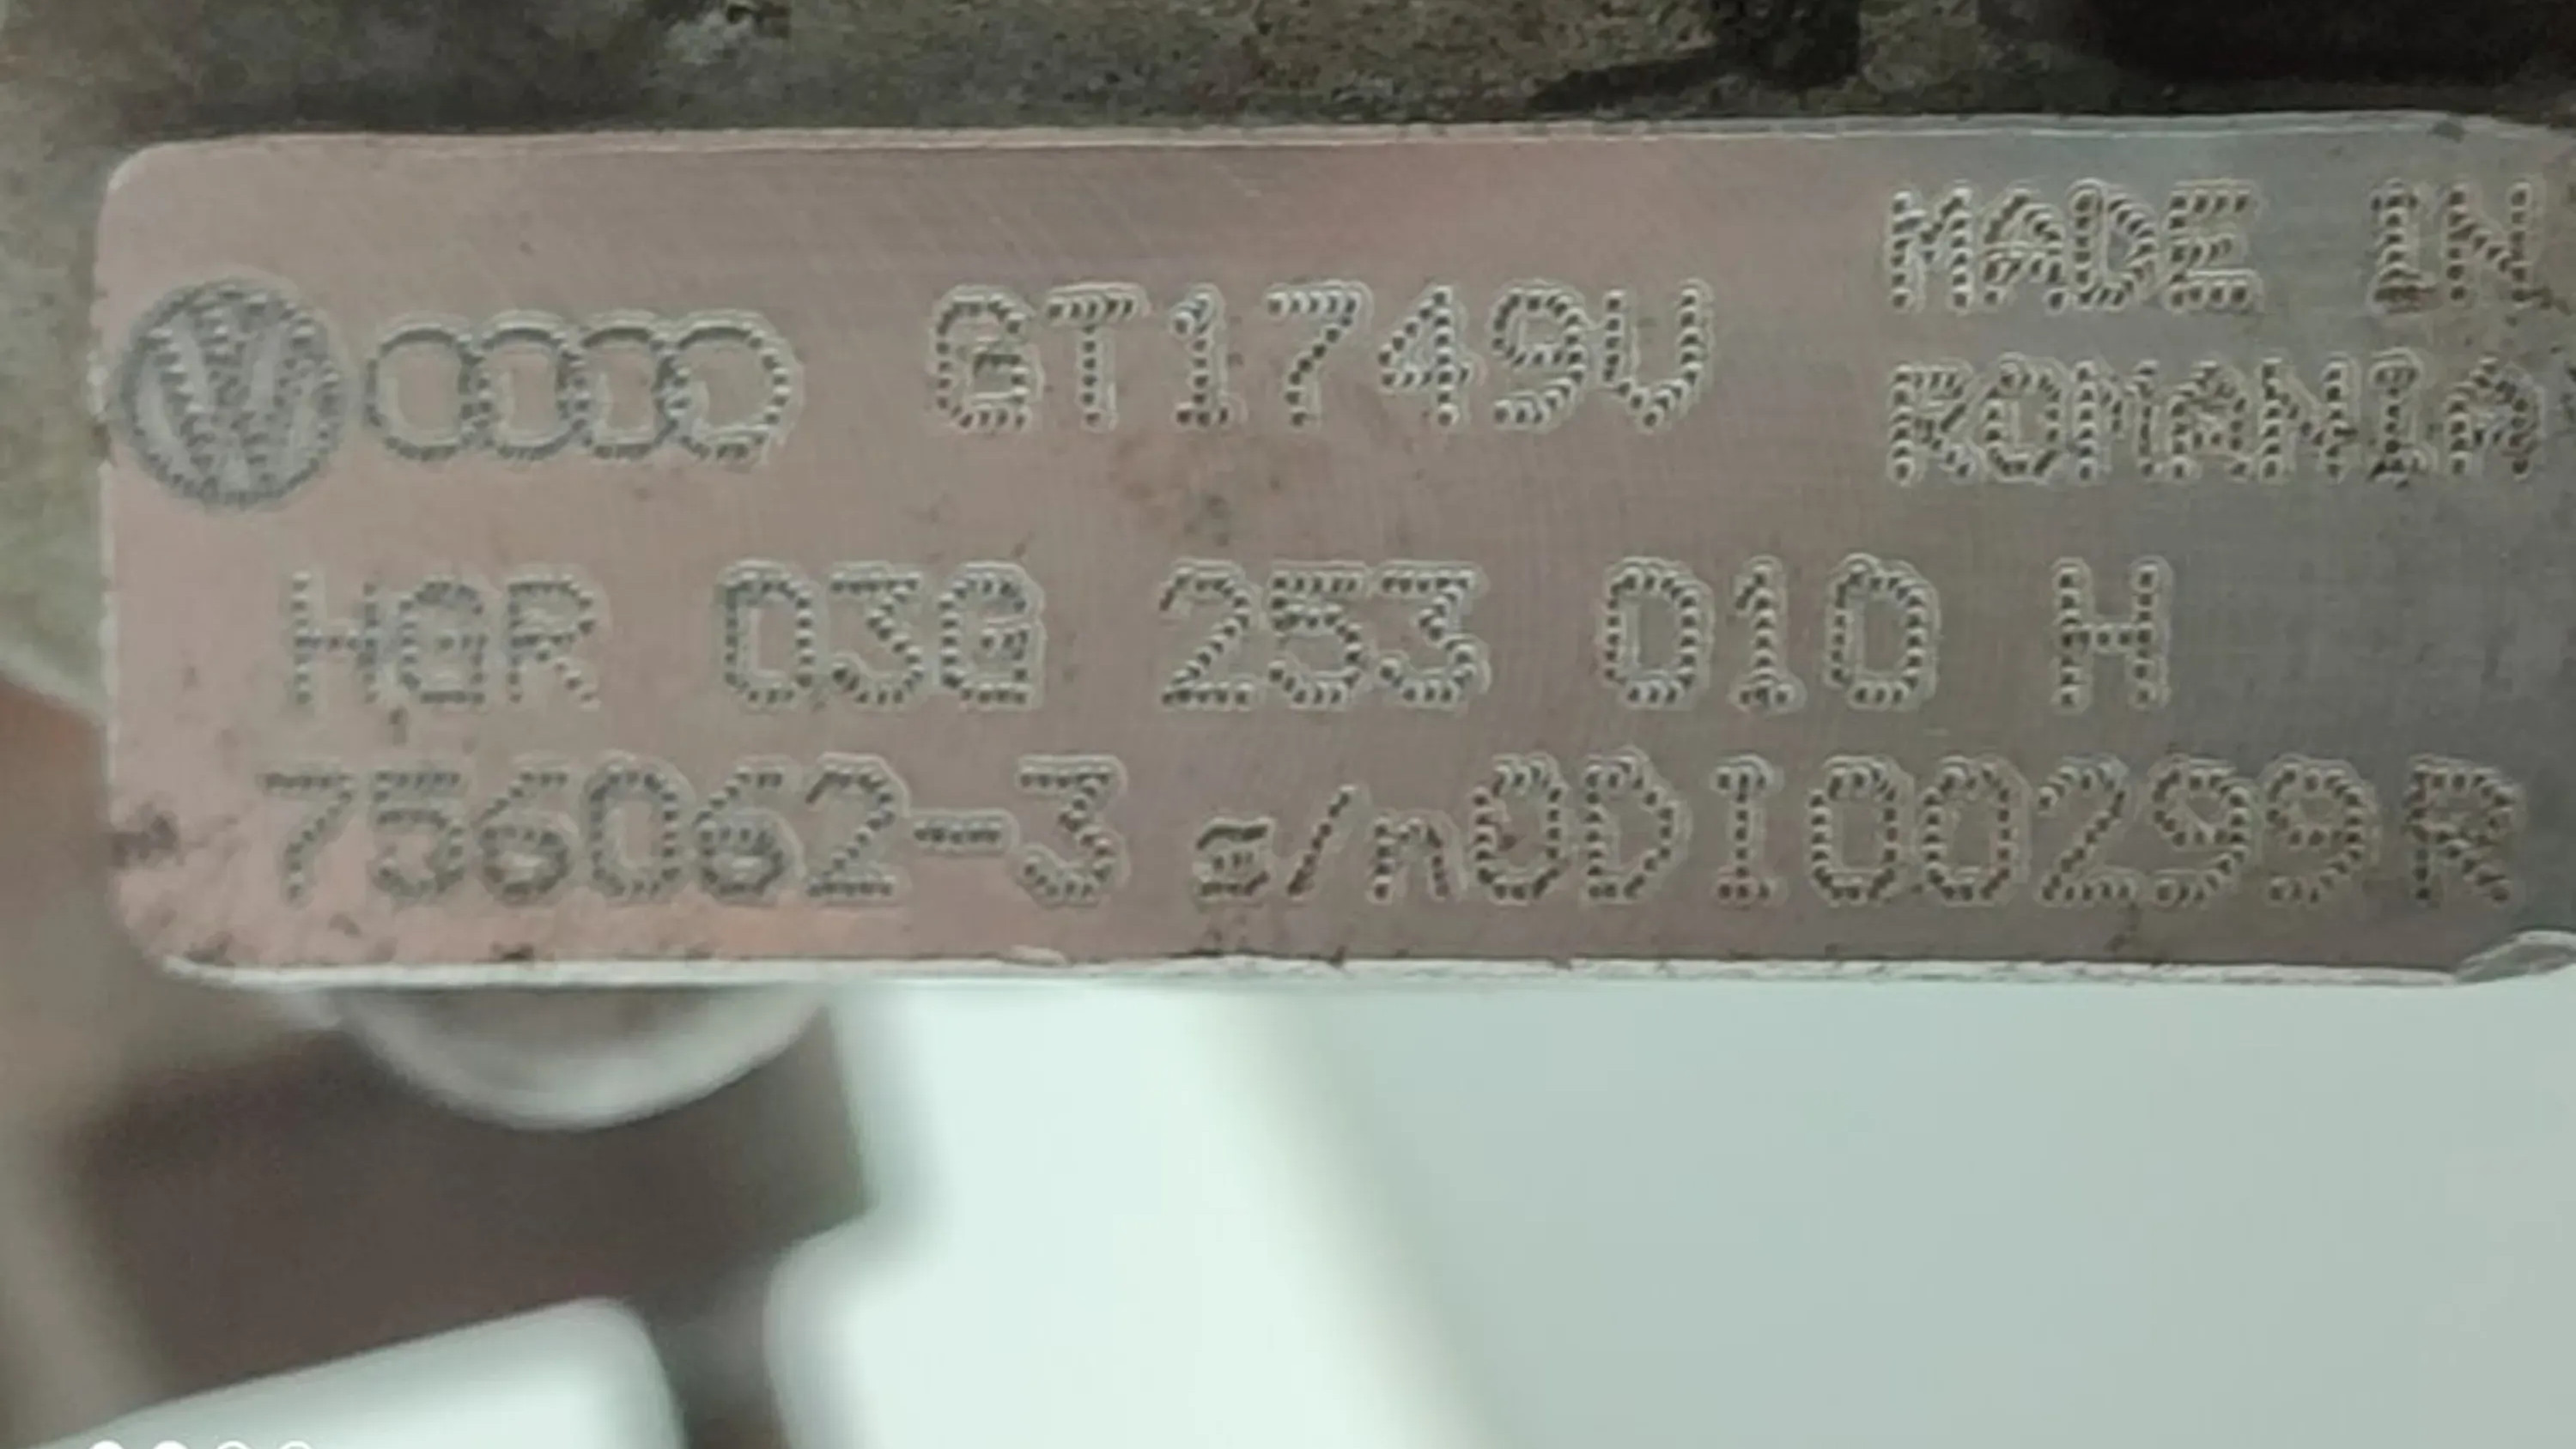 GT1749V
MADE IN
ROMANIA
HGR 03G 253 010 H
756062-3 s/n0DI00299R